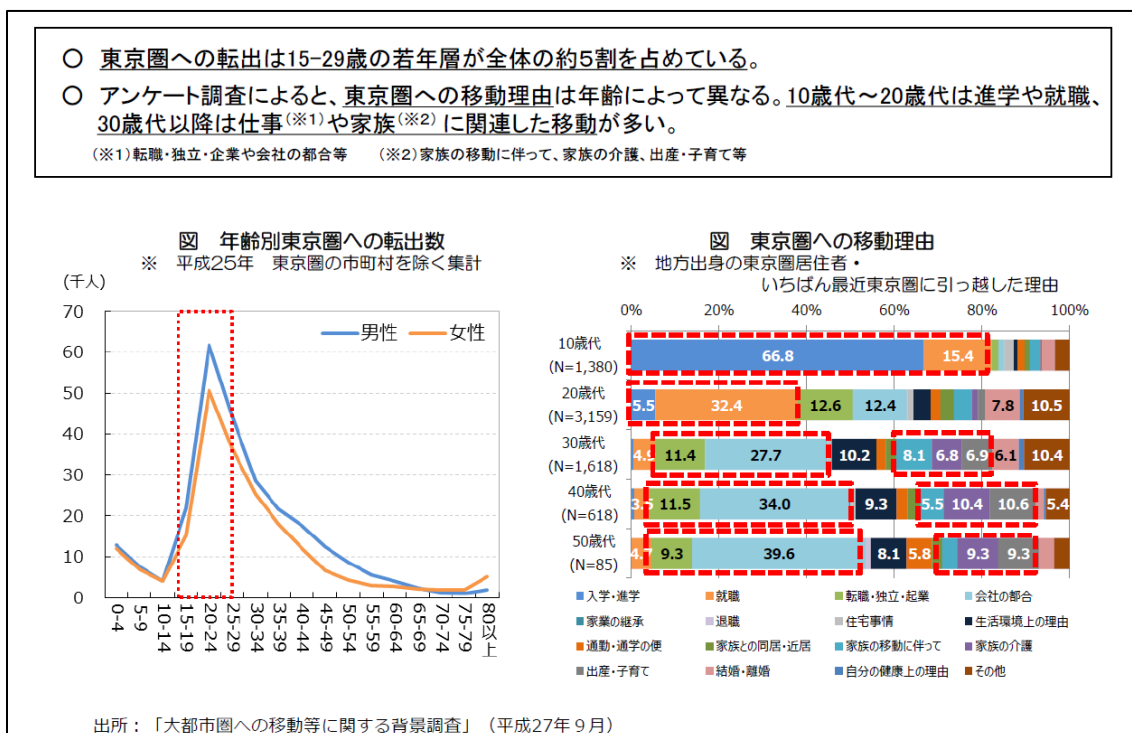 ○ 東京圏への転出は15-29歳の若年層が全体の約５割を占めている。
○ アンケート調査によると、東京圏への移動理由は年齢によって異なる。10歳代～20歳代は進学や就職、
30歳代以降は仕事(※1)や家族(※2)に関連した移動が多い。
(※1)転職・独立・企業や会社の都合等 (※2)家族の移動に伴って、家族の介護、出産・子育て等
図 年齢別東京圏への転出数
※ 平成25年 東京圏の市町村を除く集計
(千人)
70
60
50
40
30
20
10
0
男性 女性
0-4 5-9 10-14 15-19 20-24 25-29 30-34 35-39 40-44 45-49 50-54 55-59 60-64 65-69 70-74 75-79 80以上
図 東京圏への移動理由
※ 地方出身の東京圏居住者・
いちばん最近東京圏に引っ越した理由
0% 20% 40% 60% 80% 100%
10歳代
(N=1,380)
66.8 15.4
20歳代
(N=3,159)
5.5 32.4 12.6 12.4 7.8 10.5
30歳代
(N=1,618)
4.9 11.4 27.7 10.2 8.1 6.8 6.9 6.1 10.4
40歳代
(N=618)
11.5 34.0 9.3 5.5 10.4 10.6 5.4
50歳代
(N=85)
4.7 9.3 39.6 8.1 5.8 9.3 9.3
入学・進学 就職 転職・独立・起業 会社の都合
家業の継承 退職 住宅事情 生活環境上の理由
通勤・通学の便 家族との同居・近居 家族の移動に伴って 家族の介護
出産・子育て 結婚・離婚 自分の健康上の理由 その他
出所：「大都市圏への移動等に関する背景調査」（平成27年９月）